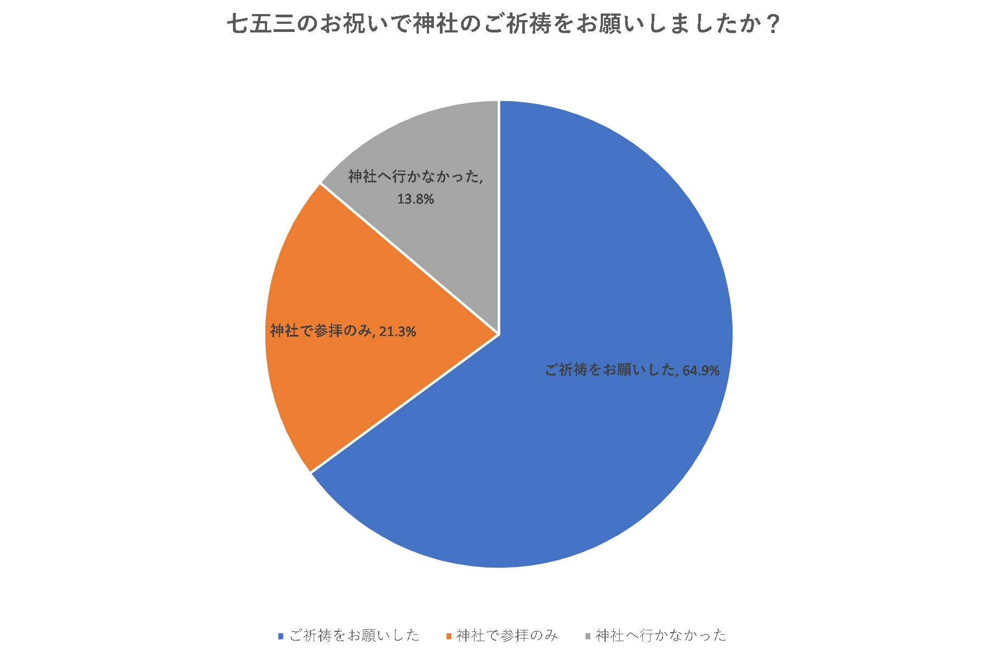 七五三のお祝いで神社のご祈祷をお願いしましたか？
神社へ行かなかった,
13.8%
神社で参拝のみ, 21.3%
ご祈祷をお願いした, 64.9%
ご祈祷をお願いした 神社で参拝のみ 神社へ行かなかった